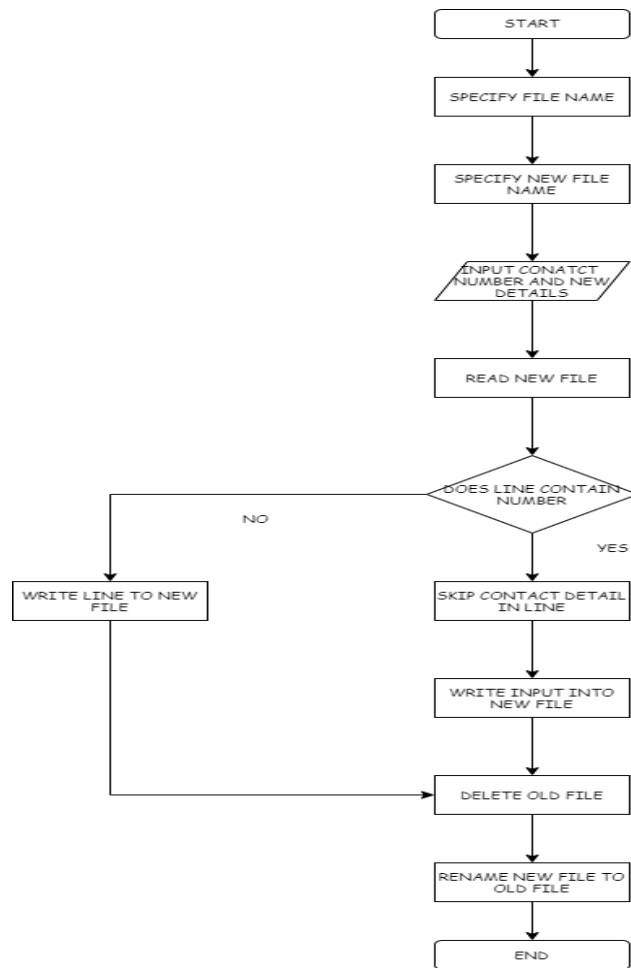 START
SPECIFY FILE NAME
SPECIFY NEW FILE
NAME
INPUT CONATCT
NUMBER AND NEW
DETAILS
READ NEW FILE
DOES LINE CONTAIN
NUMBER
NO
YES
WRITE LINE TO NEW
FILE
SKIP CONTACT DETAIL
IN LINE
WRITE INPUT INTO
NEW FILE
DELETE OLD FILE
RENAME NEW FILE TO
OLD FILE
END